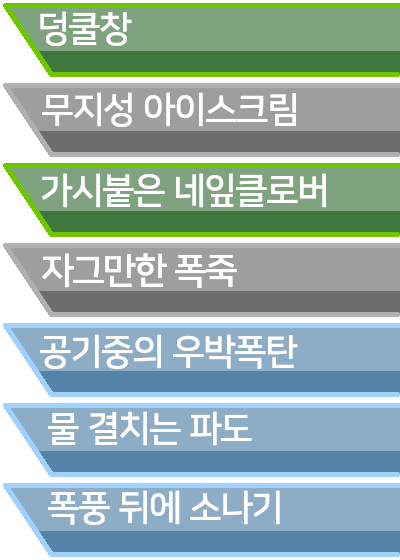 덩쿨창
무지성 아이스크림
가시붙은 네잎클로버
자그만한 폭죽
공기중의 우박폭탄
물 결치는 파도
폭풍 뒤에 소나기